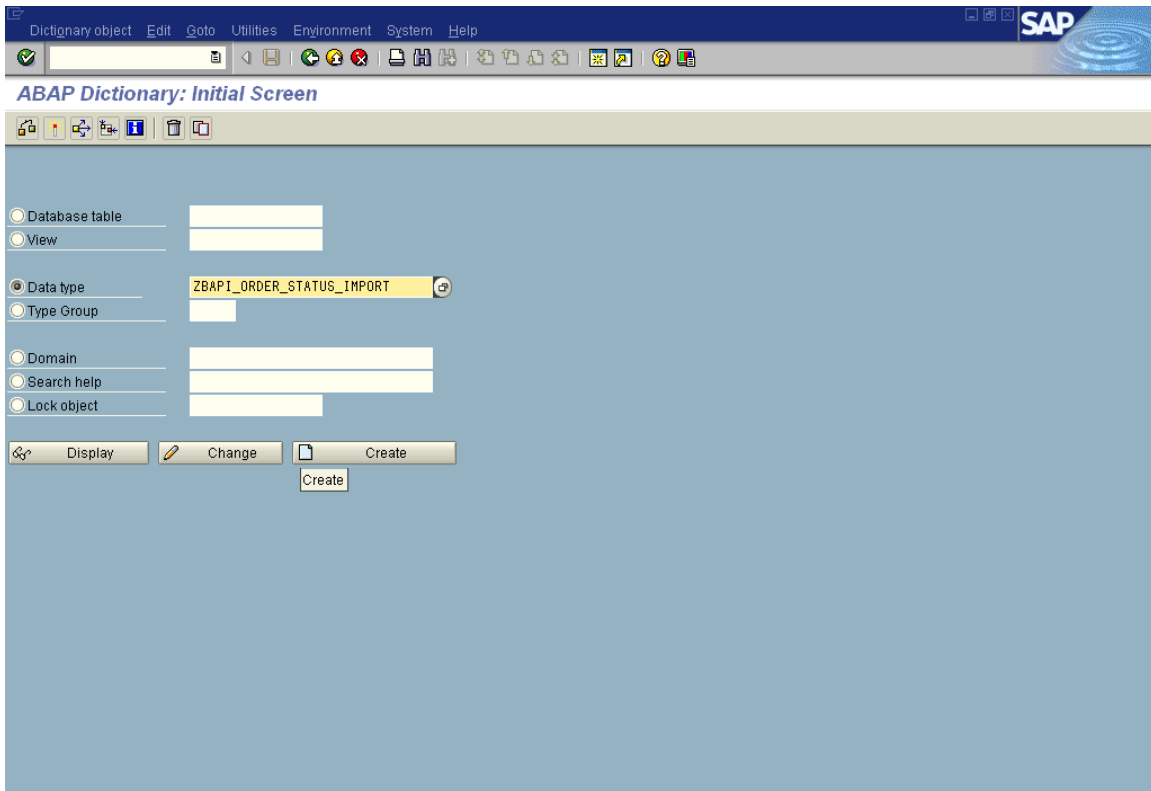 Dictionary object Edit Goto Utilities Environment System Help
SAP
ABAP Dictionary: Initial Screen
Database table
View
Data type ZBAPI_ORDER_STATUS_IMPORT
Type Group
Domain
Search help
Lock object
Display Change Create
Create